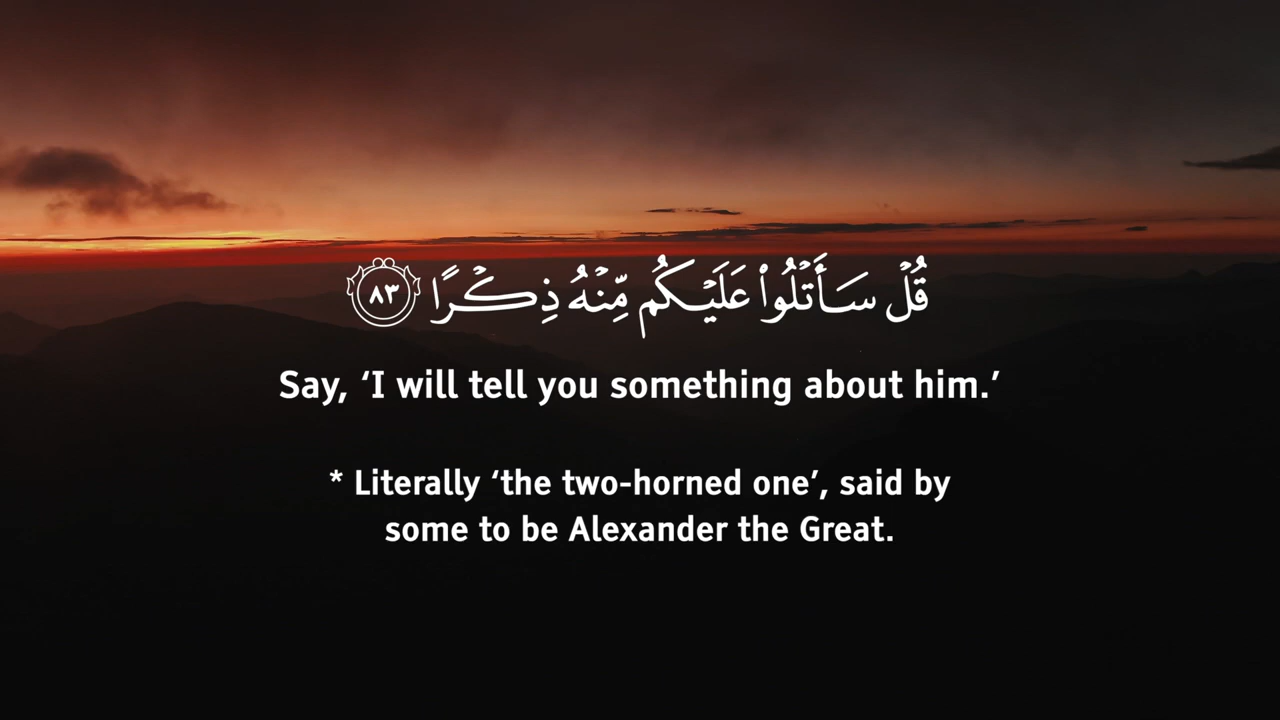 قُلْ سَأَتْلُوا۟ عَلَيْكُم مِّنْهُ ذِكْرًا ٨٣
Say, ‘I will tell you something about him.’
* Literally ‘the two-horned one’, said by
some to be Alexander the Great.